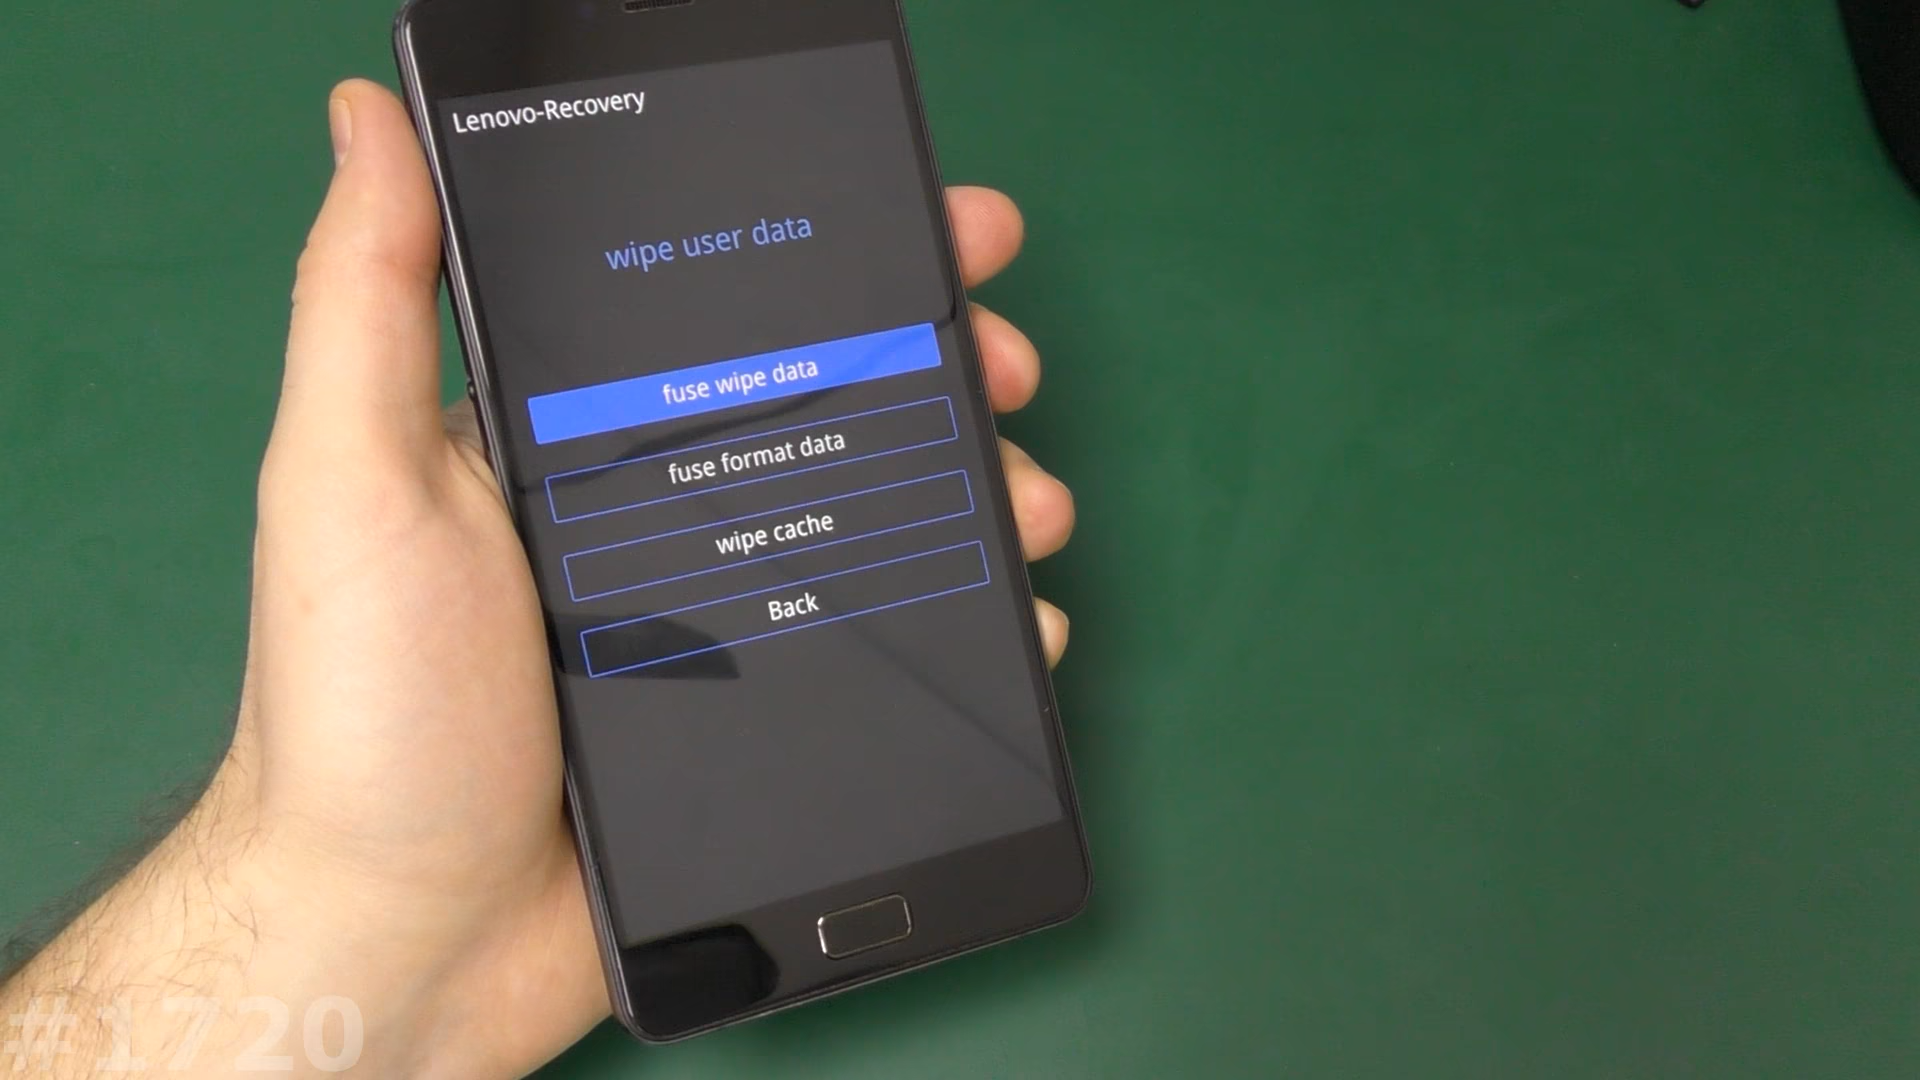 Lenovo-Recovery
wipe user data
fuse wipe data
fuse format data
wipe cache
Back
#1720